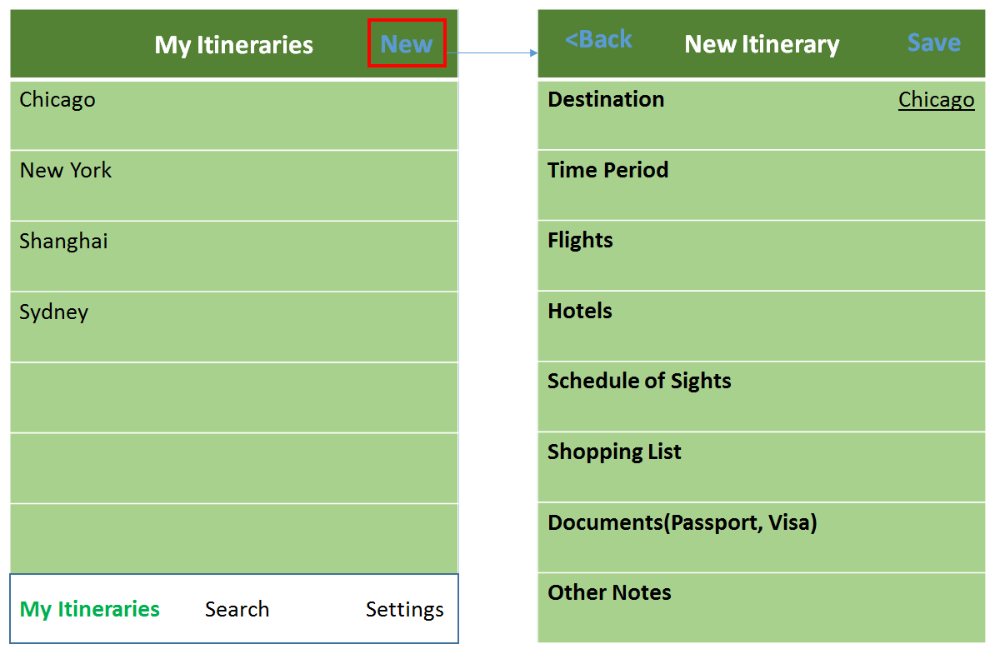 My Itineraries New
Chicago
New York
Shanghai
Sydney
My Itineraries Search Settings
<Back New Itinerary Save
Destination Chicago
Time Period
Flights
Hotels
Schedule of Sights
Shopping List
Documents(Passport, Visa)
Other Notes